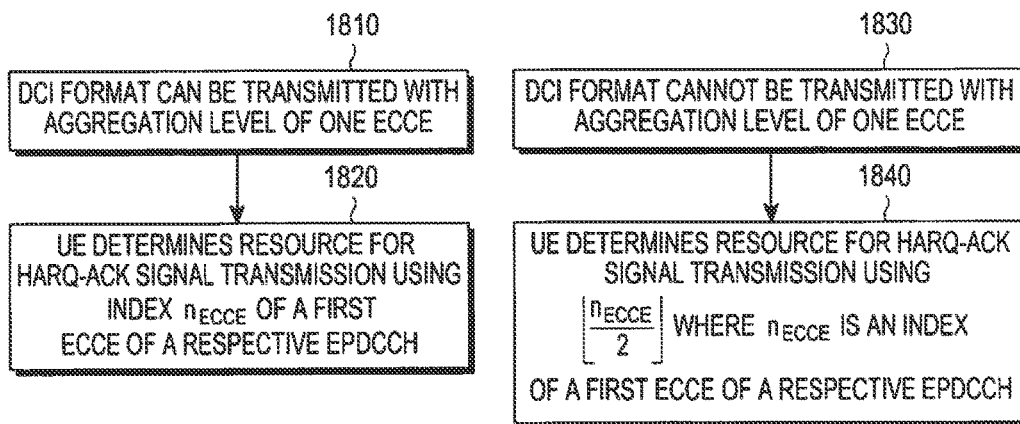 1810
DCI FORMAT CAN BE TRANSMITTED WITH
AGGREGATION LEVEL OF ONE ECCE
1820
UE DETERMINES RESOURCE FOR
HARQ-ACK SIGNAL TRANSMISSION USING
INDEX n_ECCE OF A FIRST
ECCE OF A RESPECTIVE EPDCCH
1830
DCI FORMAT CANNOT BE TRANSMITTED WITH
AGGREGATION LEVEL OF ONE ECCE
1840
UE DETERMINES RESOURCE FOR HARQ-ACK
SIGNAL TRANSMISSION USING
⌊n_ECCE/2⌋ WHERE n_ECCE IS AN INDEX
OF A FIRST ECCE OF A RESPECTIVE EPDCCH